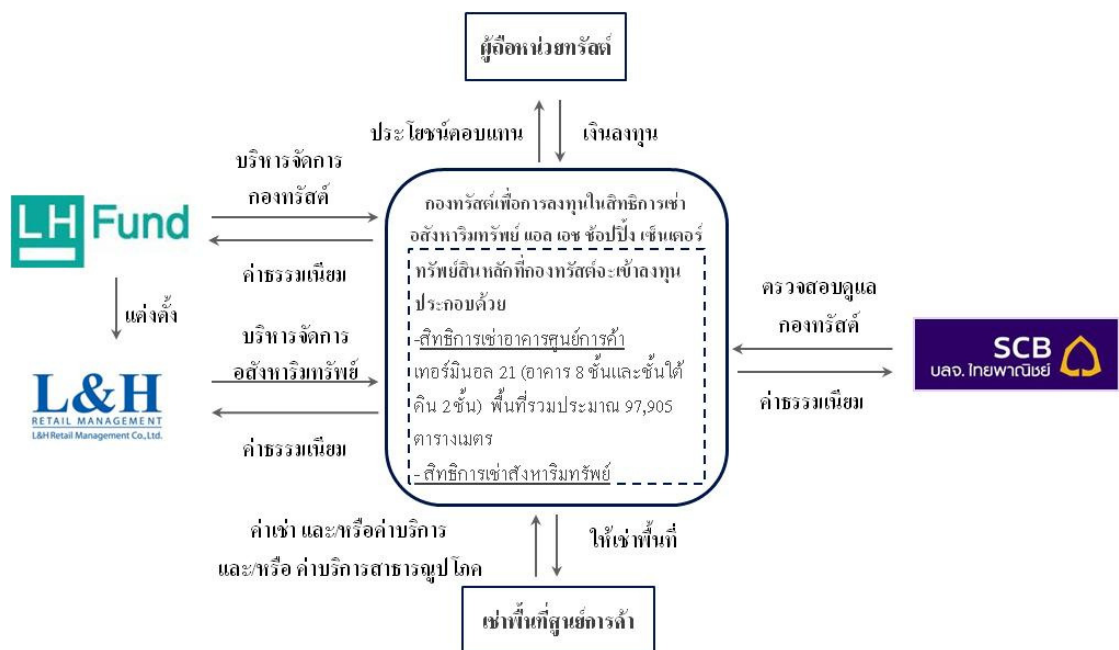 ผู้ถือหน่วยทรัสต์
ประโยชน์ตอบแทน
เงินลงทุน
บริหารจัดการ
กองทรัสต์
LH Fund
ค่าธรรมเนียม
แต่งตั้ง
บริหารจัดการ
อสังหาริมทรัพย์
L&H
RETAIL MANAGEMENT
L&H Retail Management Co.,Ltd.
ค่าธรรมเนียม
กองทรัสต์เพื่อการลงทุนในสิทธิการเช่า
อสังหาริมทรัพย์ แอล เอช ช้อปปิ้ง เซ็นเตอร์
ทรัพย์สินหลักที่กองทรัสต์จะเข้าลงทุน
ประกอบด้วย
-สิทธิการเช่าอาคารศูนย์การค้า
เทอร์มินอล 21 (อาคาร 8 ชั้นและชั้นใต้
ดิน 2 ชั้น) พื้นที่รวมประมาณ 97,905
ตารางเมตร
- สิทธิการเช่าสังหาริมทรัพย์
ตรวจสอบดูแล
กองทรัสต์
SCB
บลจ. ไทยพาณิชย์
ค่าธรรมเนียม
ค่าเช่า และ/หรือค่าบริการ
และ/หรือ ค่าบริการสาธารณูปโภค
ให้เช่าพื้นที่
เช่าพื้นที่ศูนย์การค้า